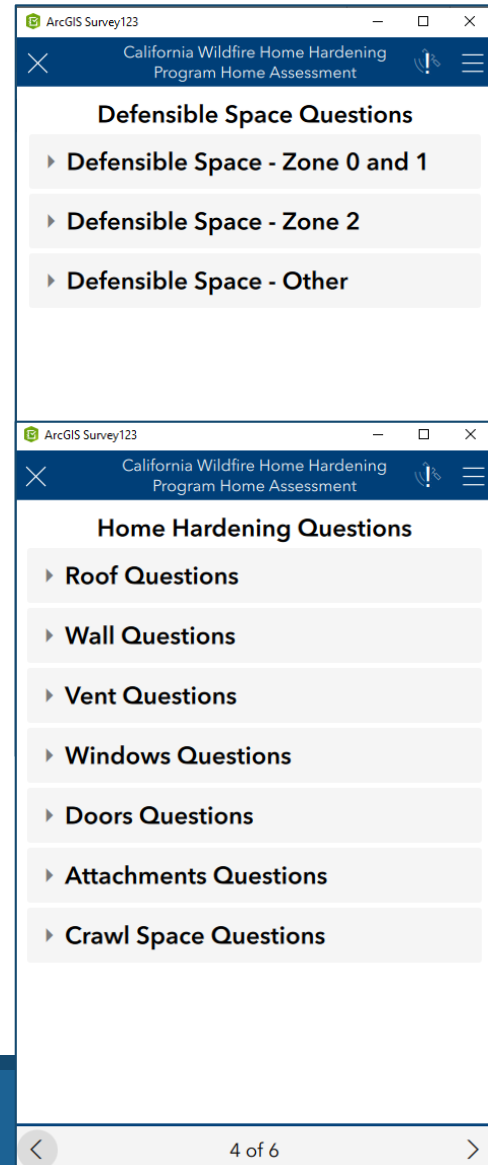 ArcGIS Survey123
California Wildfire Home Hardening
Program Home Assessment
Defensible Space Questions
Defensible Space - Zone 0 and 1
Defensible Space - Zone 2
Defensible Space - Other
ArcGIS Survey123
California Wildfire Home Hardening
Program Home Assessment
Home Hardening Questions
Roof Questions
Wall Questions
Vent Questions
Windows Questions
Doors Questions
Attachments Questions
Crawl Space Questions
4 of 6